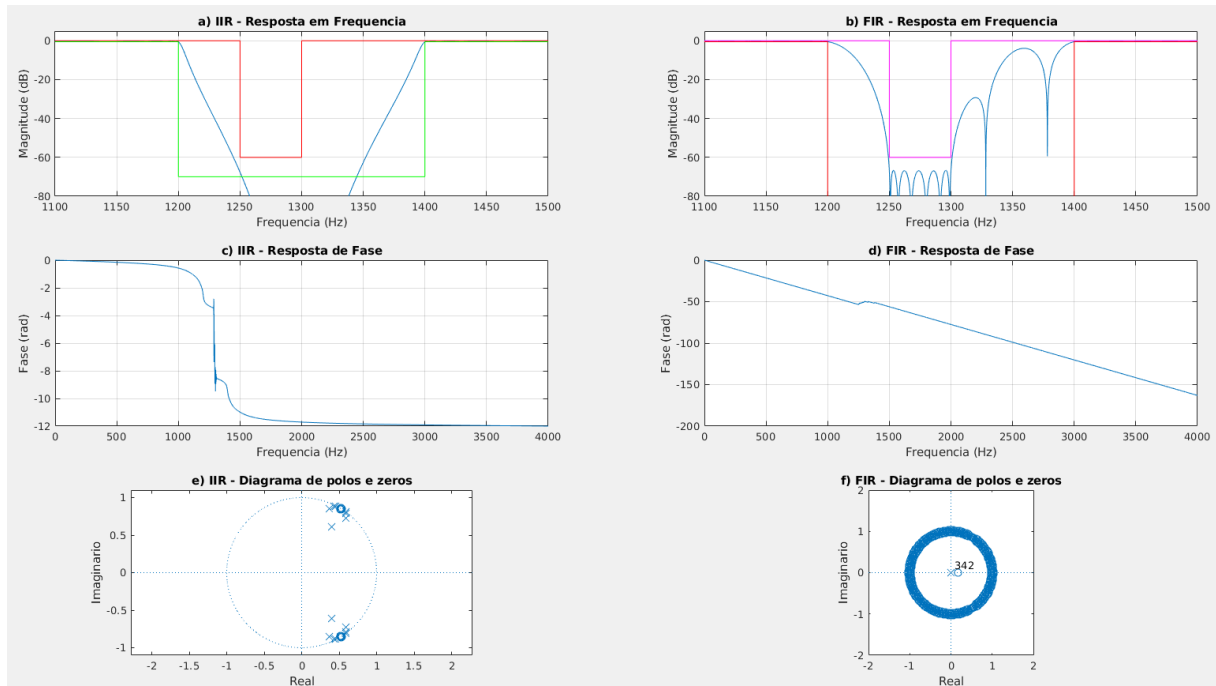 a) IIR - Resposta em Frequencia
Magnitude (dB)
0
-20
-40
-60
-80
1100 1150 1200 1250 1300 1350 1400 1450 1500
Frequencia (Hz)
b) FIR - Resposta em Frequencia
Magnitude (dB)
0
-20
-40
-60
-80
1100 1150 1200 1250 1300 1350 1400 1450 1500
Frequencia (Hz)
c) IIR - Resposta de Fase
Fase (rad)
0
-2
-4
-6
-8
-10
-12
0 500 1000 1500 2000 2500 3000 3500 4000
Frequencia (Hz)
d) FIR - Resposta de Fase
Fase (rad)
0
-50
-100
-150
-200
0 500 1000 1500 2000 2500 3000 3500 4000
Frequencia (Hz)
e) IIR - Diagrama de polos e zeros
Imaginario
1
0.5
0
-0.5
-1
-2 -1.5 -1 -0.5 0 0.5 1 1.5 2
Real
f) FIR - Diagrama de polos e zeros
Imaginario
2
1
0
-1
-2
342
-2 -1 0 1 2
Real